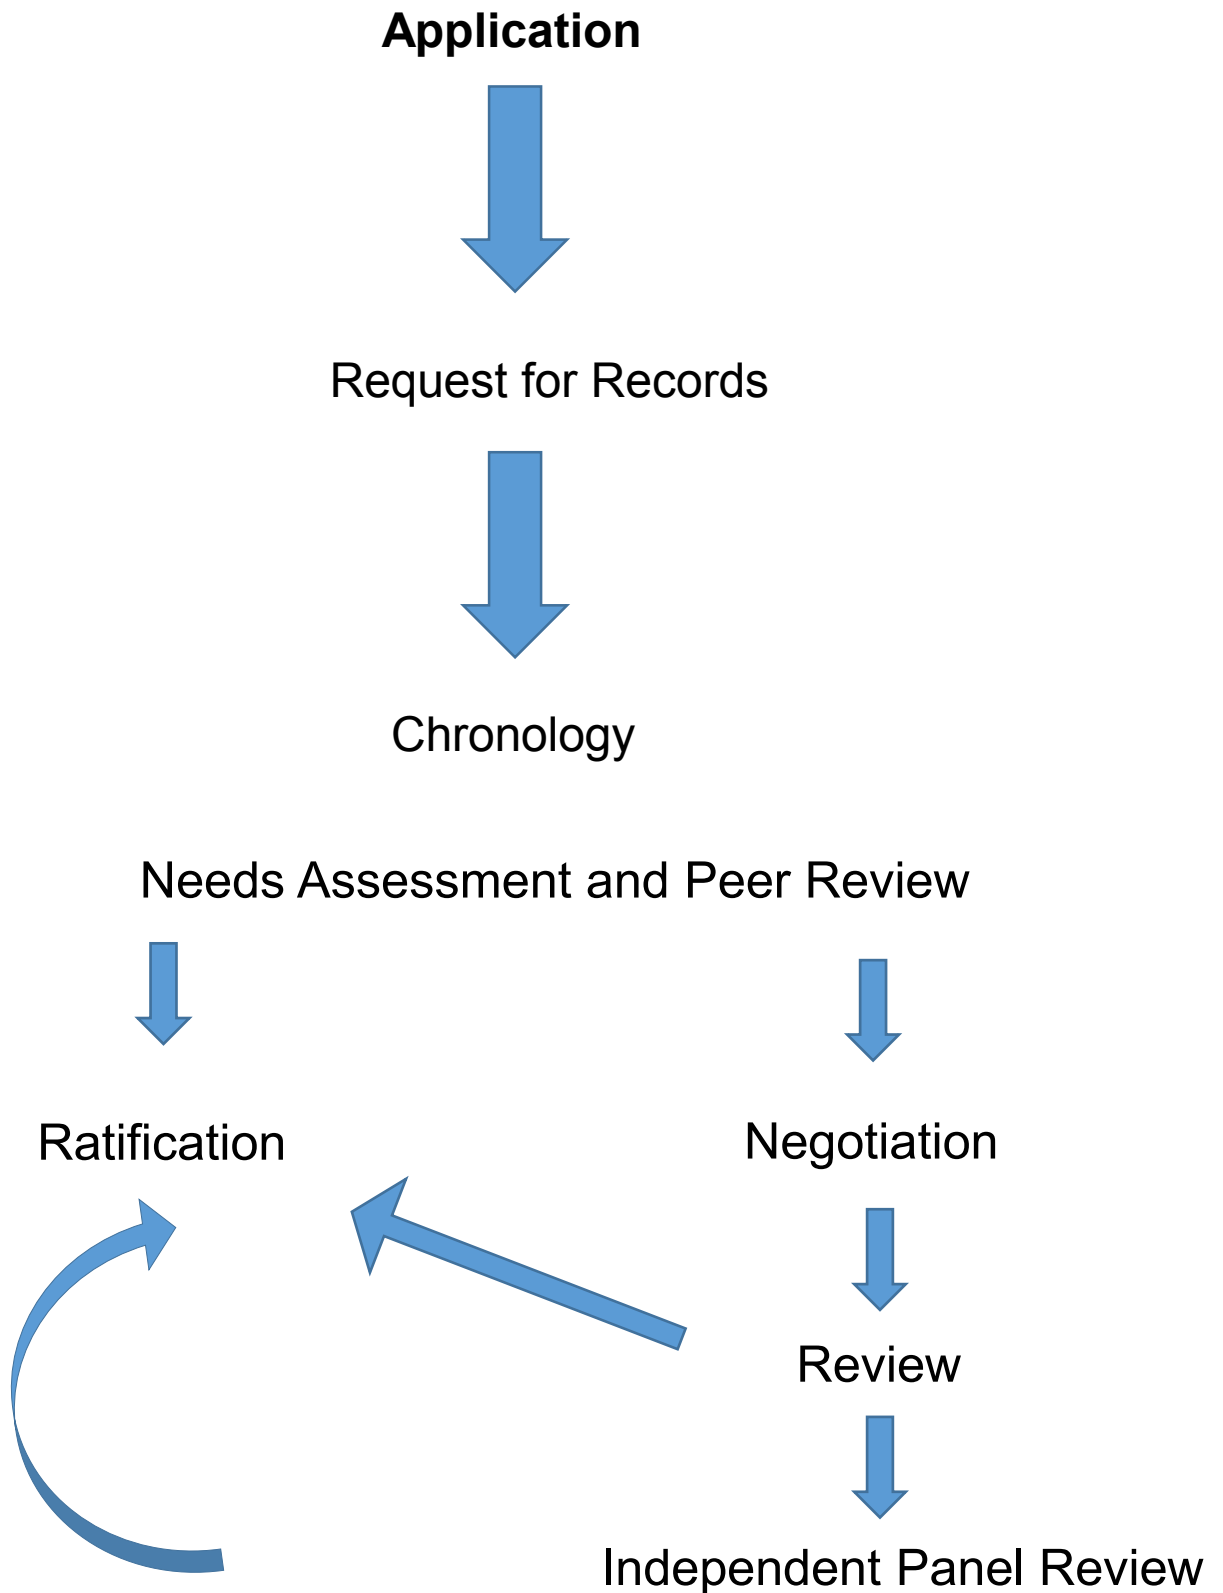 Application
Request for Records
Chronology
Needs Assessment and Peer Review
Ratification
Negotiation
Review
Independent Panel Review